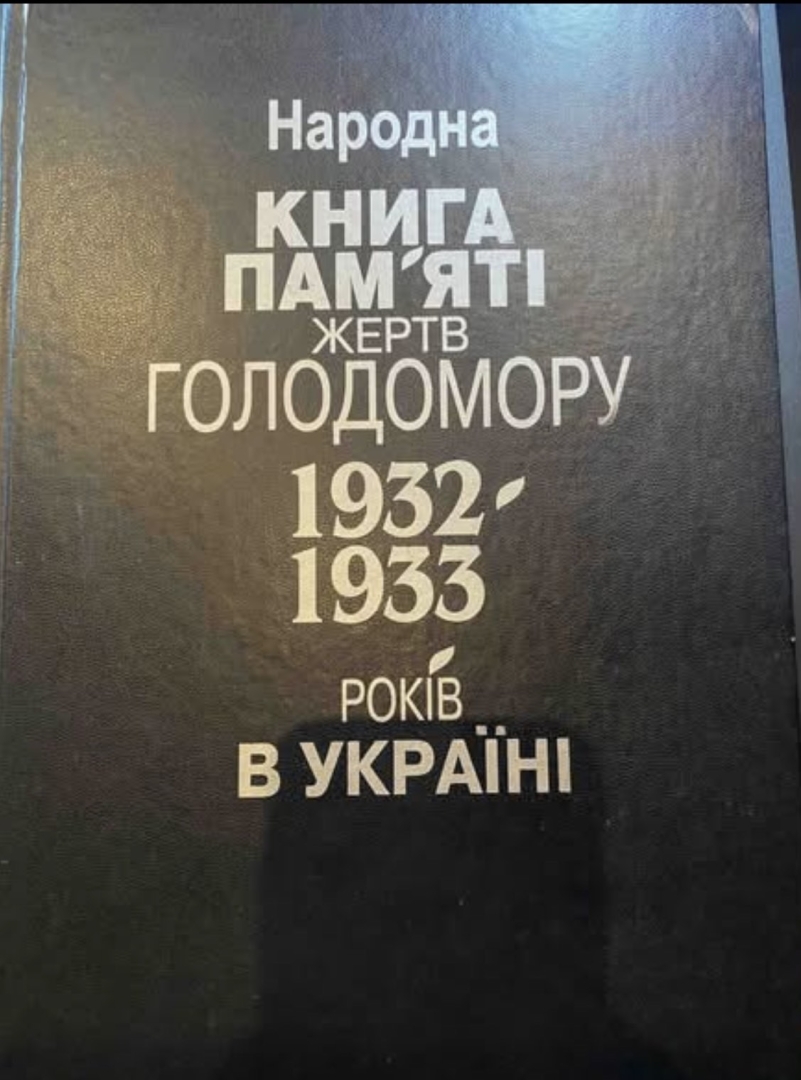 Народна
КНИГА
ПАМ'ЯТІ
ЖЕРТВ
ГОЛОДОМОРУ
1932-
1933
РОКІВ
В УКРАЇНІ